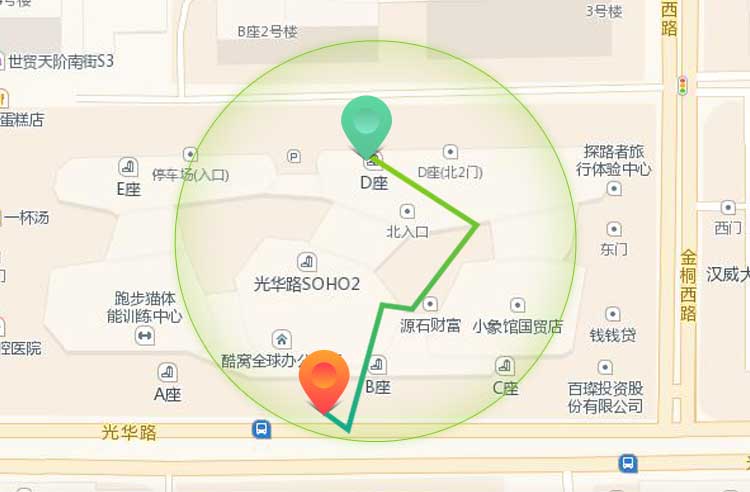 号楼
B座2号楼
3号楼
西
路
世贸天阶南街S3
蛋糕店
E座
停车场(入口)
P
D座
D座(北2门)
探路者旅
行体验中心
一杯汤
北入口
西门
东门
光华路SOHO2
金
桐
西
路
汉威大
跑步猫体
能训练中心
源石财富
小象馆国贸店
钱钱贷
腔医院
酷窝全球办公
A座
B座
C座
百璨投资股
份有限公司
光华路